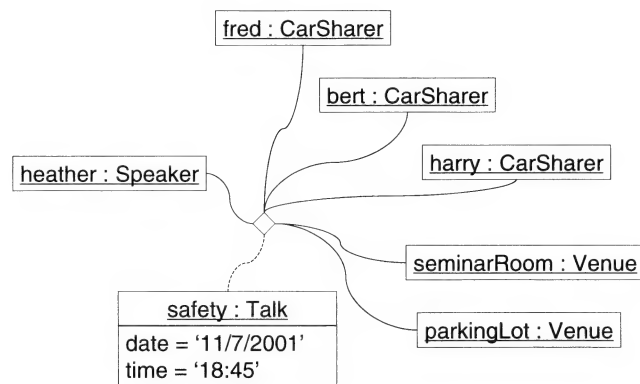 fred : CarSharer
bert : CarSharer
harry : CarSharer
heather : Speaker
seminarRoom : Venue
safety : Talk
parkingLot : Venue
date = ‘11/7/2001’
time = ‘18:45’